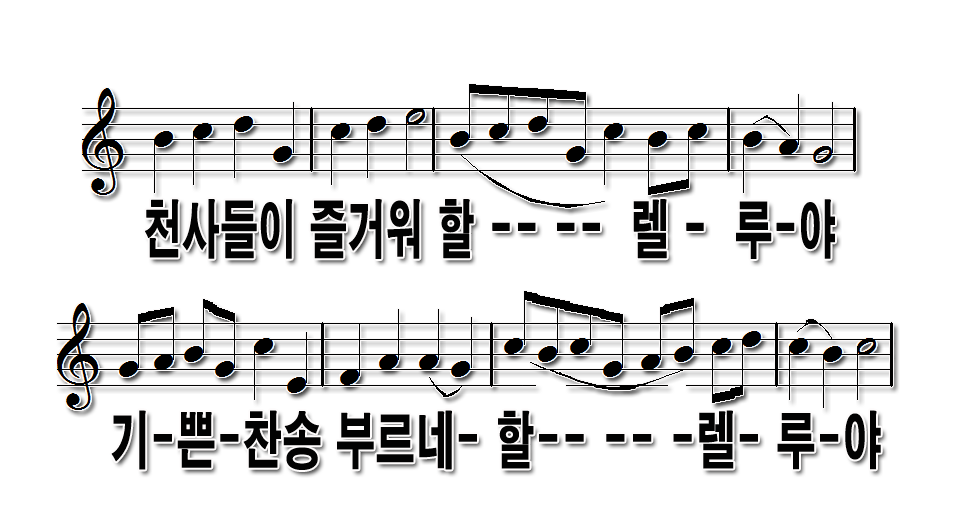 천사들이 즐거워 할 -- -- 렐 - 루-야
기-쁜-찬송 부르네- 할-- -- -렐- 루-야